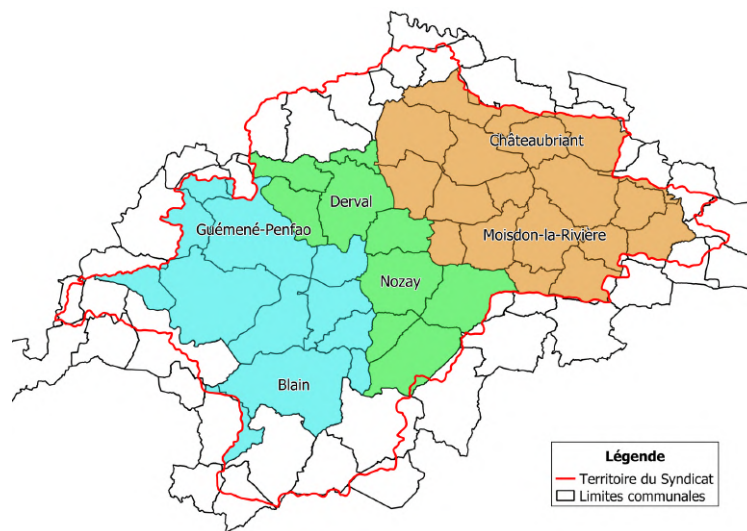 Châteaubriant
Derval
Guémené-Penfao
Moisdon-la-Rivière
Nozay
Blain
Légende
Territoire du Syndicat
Limites communales